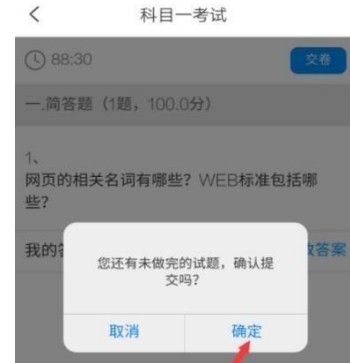 科目一考试
88:30
交卷
一.简答题（1题，100.0分）
1、
网页的相关名词有哪些？WEB标准包括哪
些？
我的答
改答案
您还有未做完的试题，确认提
交吗？
取消
确定